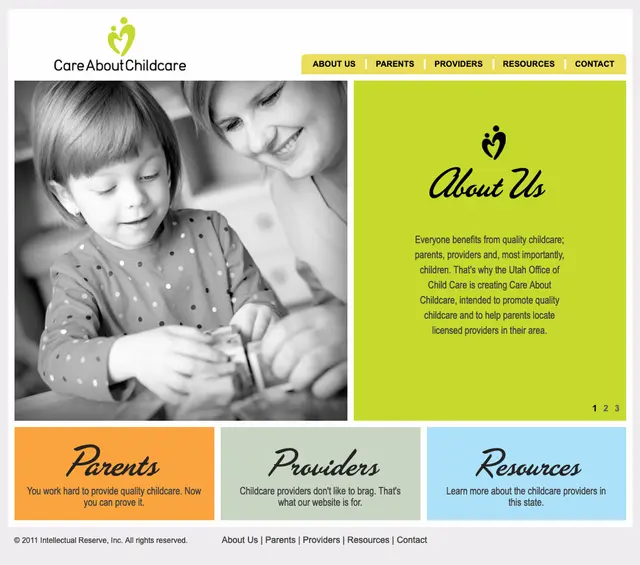 CareAboutChildcare
ABOUT US | PARENTS | PROVIDERS | RESOURCES | CONTACT
About Us
Everyone benefits from quality childcare;
parents, providers and, most importantly,
children. That's why the Utah Office of
Child Care is creating Care About
Childcare, intended to promote quality
childcare and to help parents locate
licensed providers in their area.
1 2 3
Parents
You work hard to provide quality childcare. Now
you can prove it.
Providers
Childcare providers don't like to brag. That's
what our website is for.
Resources
Learn more about the childcare providers in
this state.
© 2011 Intellectual Reserve, Inc. All rights reserved.
About Us | Parents | Providers | Resources | Contact